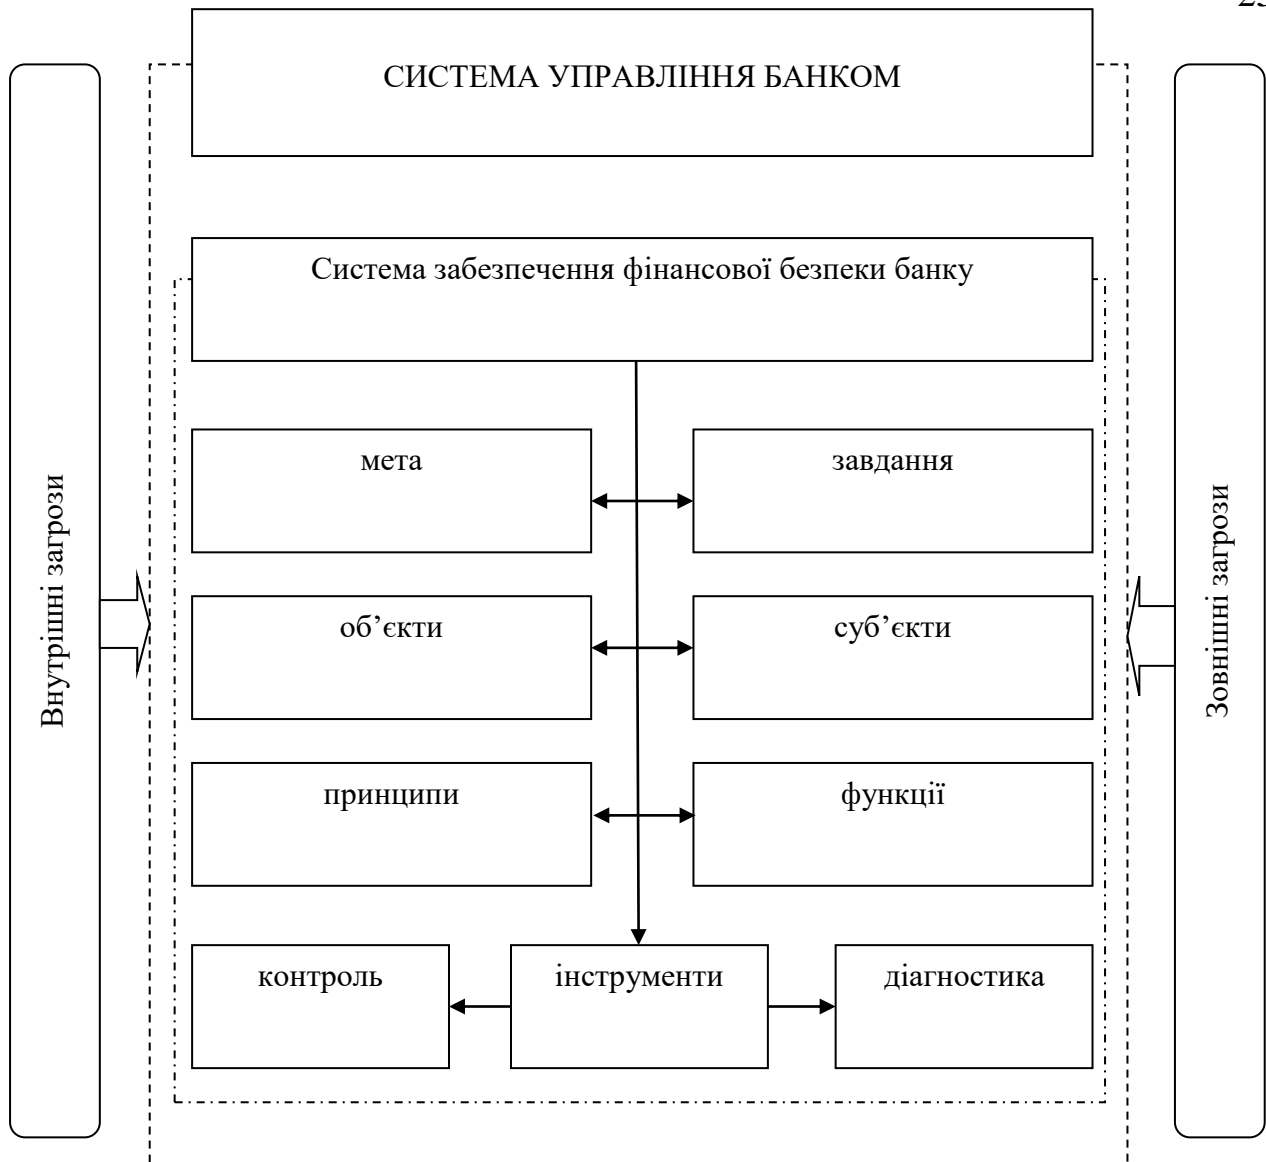 СИСТЕМА УПРАВЛІННЯ БАНКОМ
Система забезпечення фінансової безпеки банку
мета
завдання
об’єкти
суб’єкти
принципи
функції
контроль
інструменти
діагностика
Внутрішні загрози
Зовнішні загрози